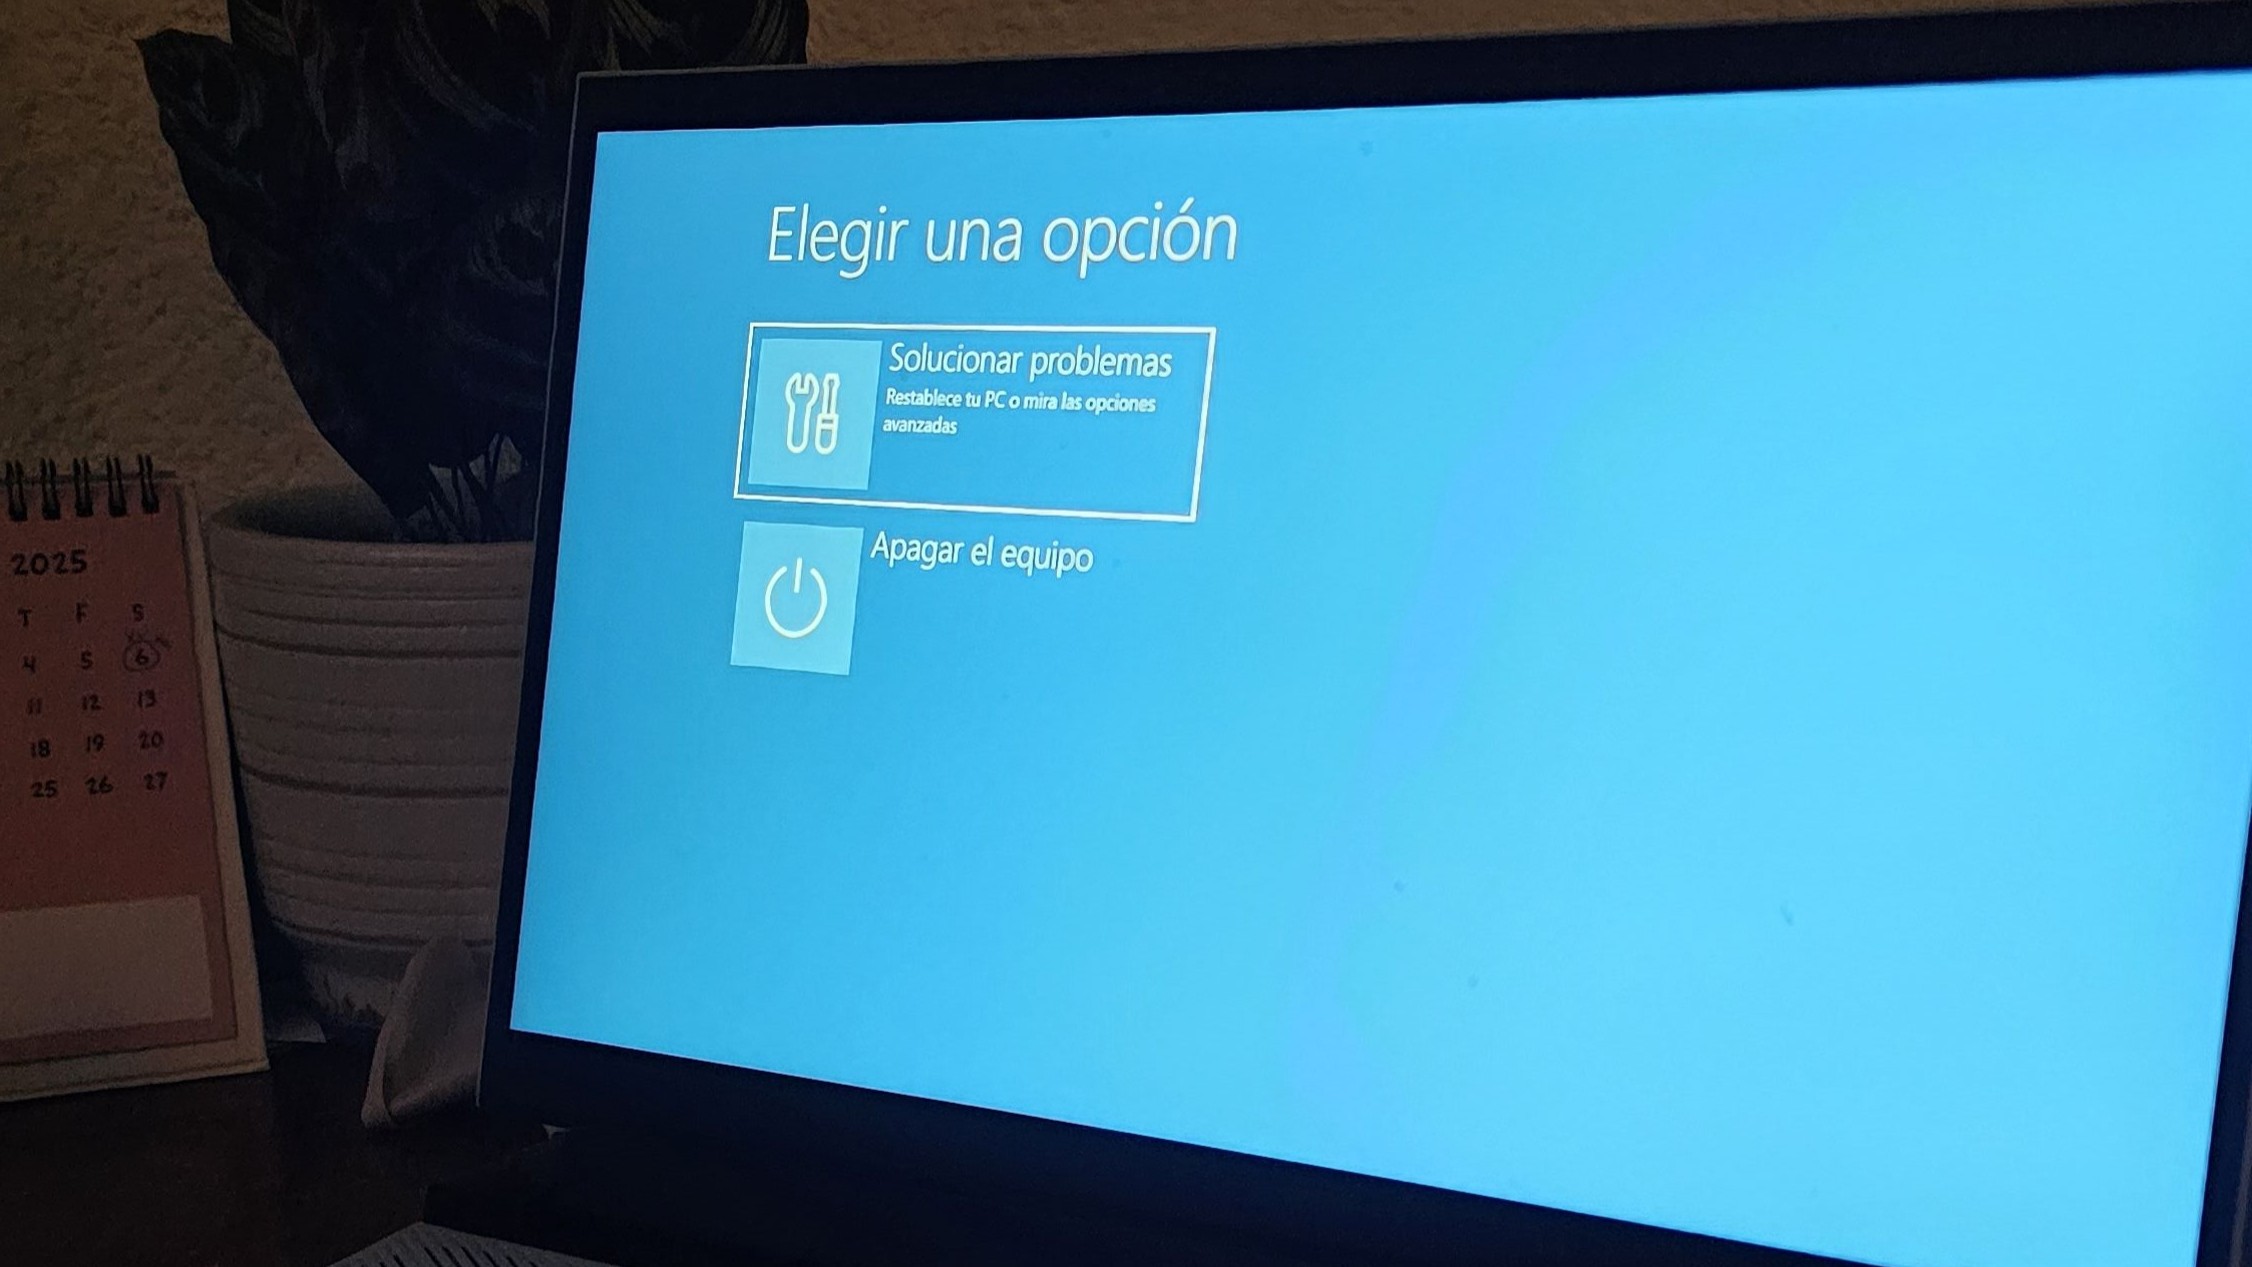 Elegir una opción
Solucionar problemas
Restablece tu PC o mira las opciones
avanzadas
Apagar el equipo
2025
T F S
4 5 6
11 12 13
18 19 20
25 26 27